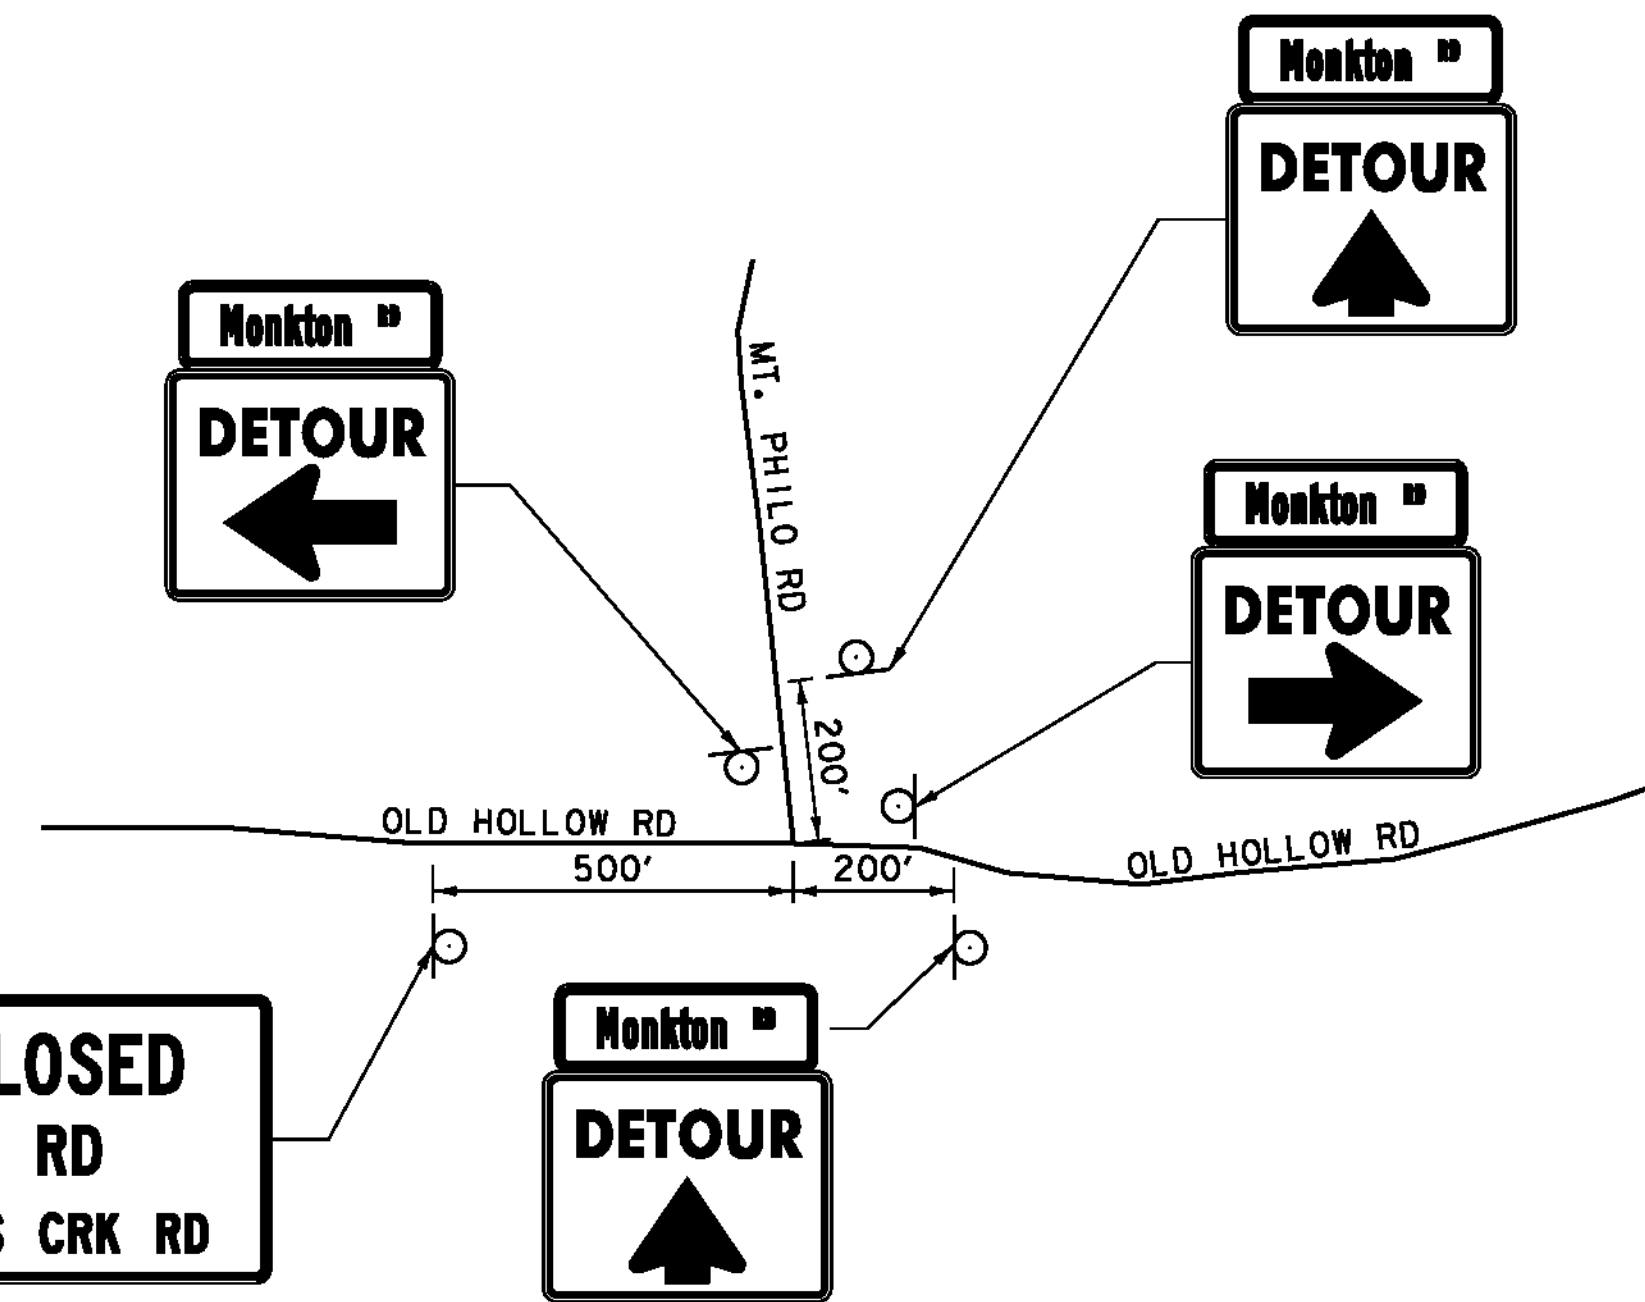 Monkton RD
DETOUR
Monkton RD
DETOUR
MT. PHILO RD
Monkton RD
DETOUR
200'
OLD HOLLOW RD
OLD HOLLOW RD
500'
200'
Monkton RD
DETOUR
LOSED
RD
S CRK RD